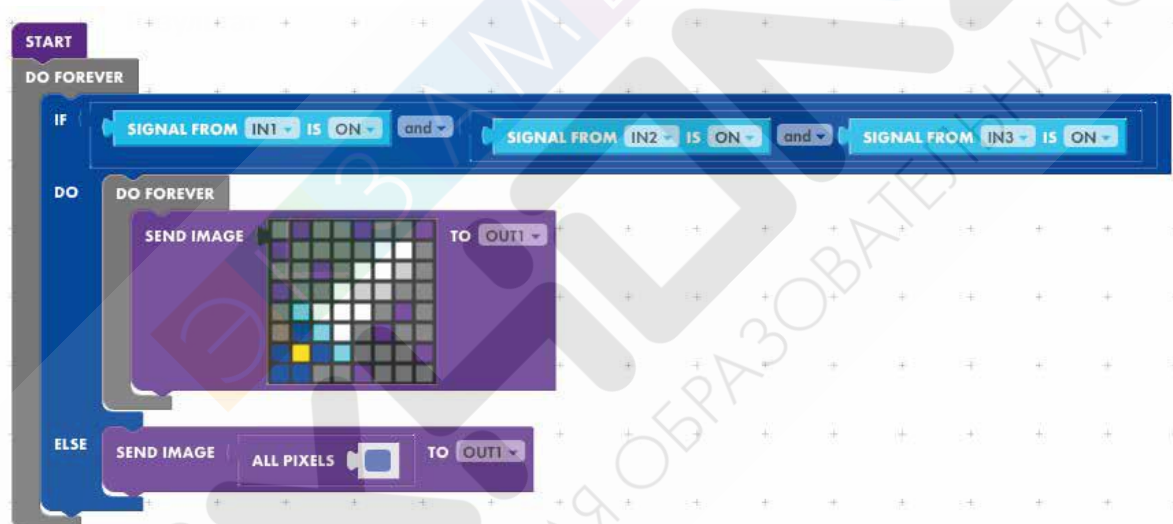 START
DO FOREVER
IF SIGNAL FROM IN1 IS ON and SIGNAL FROM IN2 IS ON and SIGNAL FROM IN3 IS ON
DO DO FOREVER
SEND IMAGE TO OUT1
ELSE SEND IMAGE ALL PIXELS TO OUT1
ОБРАЗОВАТЕЛЬНАЯ